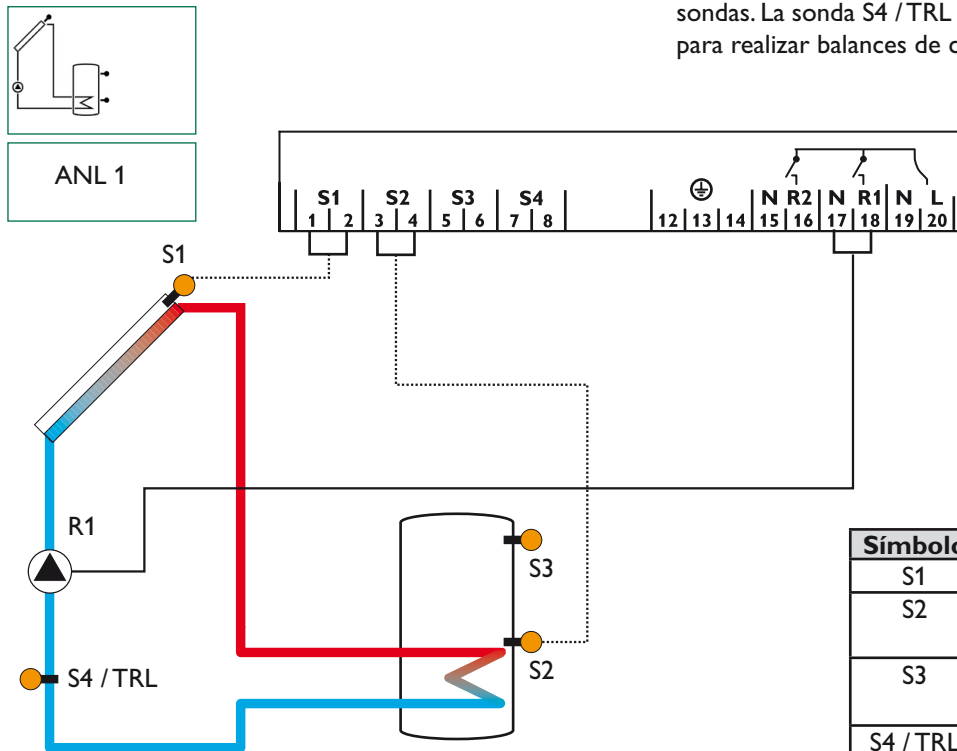 sondas. La sonda S4 / TRL
para realizar balances de
ANL 1
S1 S2 S3 S4 N R2 N R1 N L
1 2 3 4 5 6 7 8 12 13 14 15 16 17 18 19 20
S1
R1
S3
S2
S4 / TRL
Símbolo
S1
S2
S3
S4 / TRL